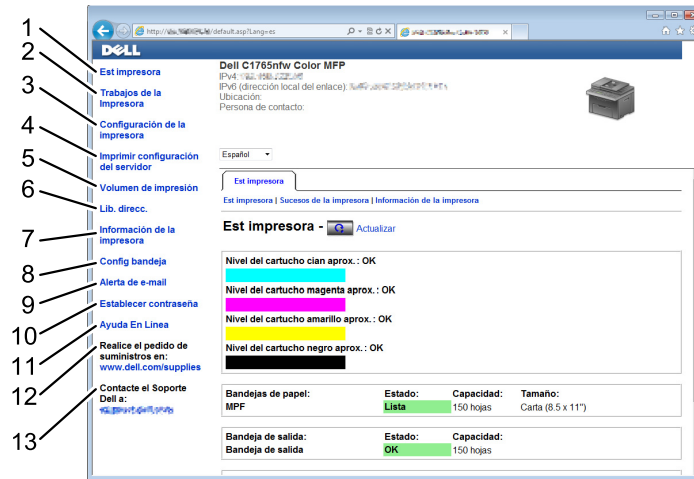 http://
/default.asp?Lang=es
DELL
1
2
3
4
5
6
7
8
9
10
11
12
13
Est impresora
Trabajos de la
Impresora
Configuración de la
impresora
Imprimir configuración
del servidor
Volumen de impresión
Lib. direcc.
Información de la
impresora
Config bandeja
Alerta de e-mail
Establecer contraseña
Ayuda En Línea
Realice el pedido de
suministros en:
www.dell.com/supplies
Contacte el Soporte
Dell a:
Dell C1765nfw Color MFP
IPv4:
IPv6 (dirección local del enlace):
Ubicación:
Persona de contacto:
Español
Est impresora
Est impresora | Sucesos de la impresora | Información de la impresora
Est impresora - Actualizar
Nivel del cartucho cian aprox.: OK
Nivel del cartucho magenta aprox.: OK
Nivel del cartucho amarillo aprox.: OK
Nivel del cartucho negro aprox.: OK
Bandejas de papel: Estado: Capacidad: Tamaño:
MPF Lista 150 hojas Carta (8.5 x 11")
Bandeja de salida: Estado: Capacidad:
Bandeja de salida OK 150 hojas